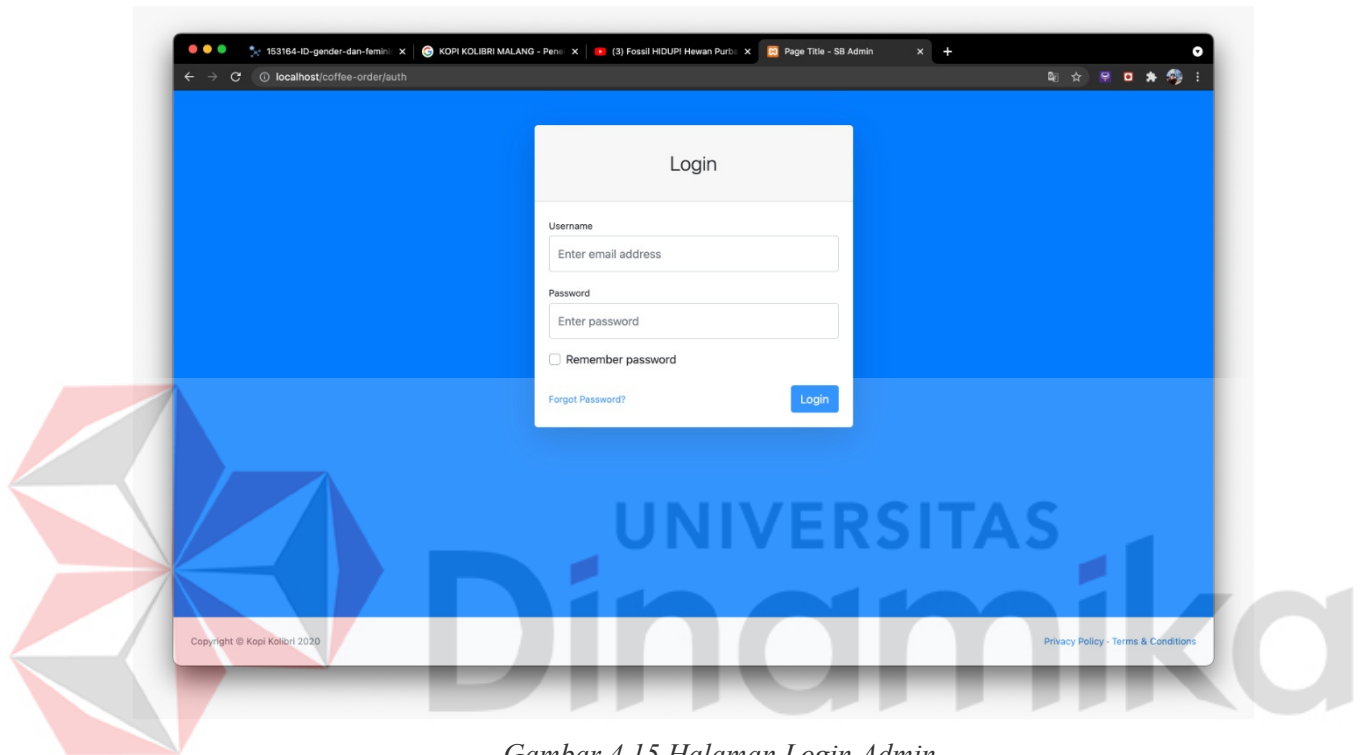 153164-ID-gender-dan-femini
KOPI KOLIBRI MALANG - Pene
(3) Fossil HIDUP! Hewan Purba
Page Title - SB Admin
localhost/coffee-order/auth
Login
Username
Enter email address
Password
Enter password
Remember password
Forgot Password?
Login
UNIVERSITAS
Dinamika
Copyright © Kopi Kolibri 2020
Privacy Policy - Terms & Conditions
Gambar 4.15 Halaman Login Admin